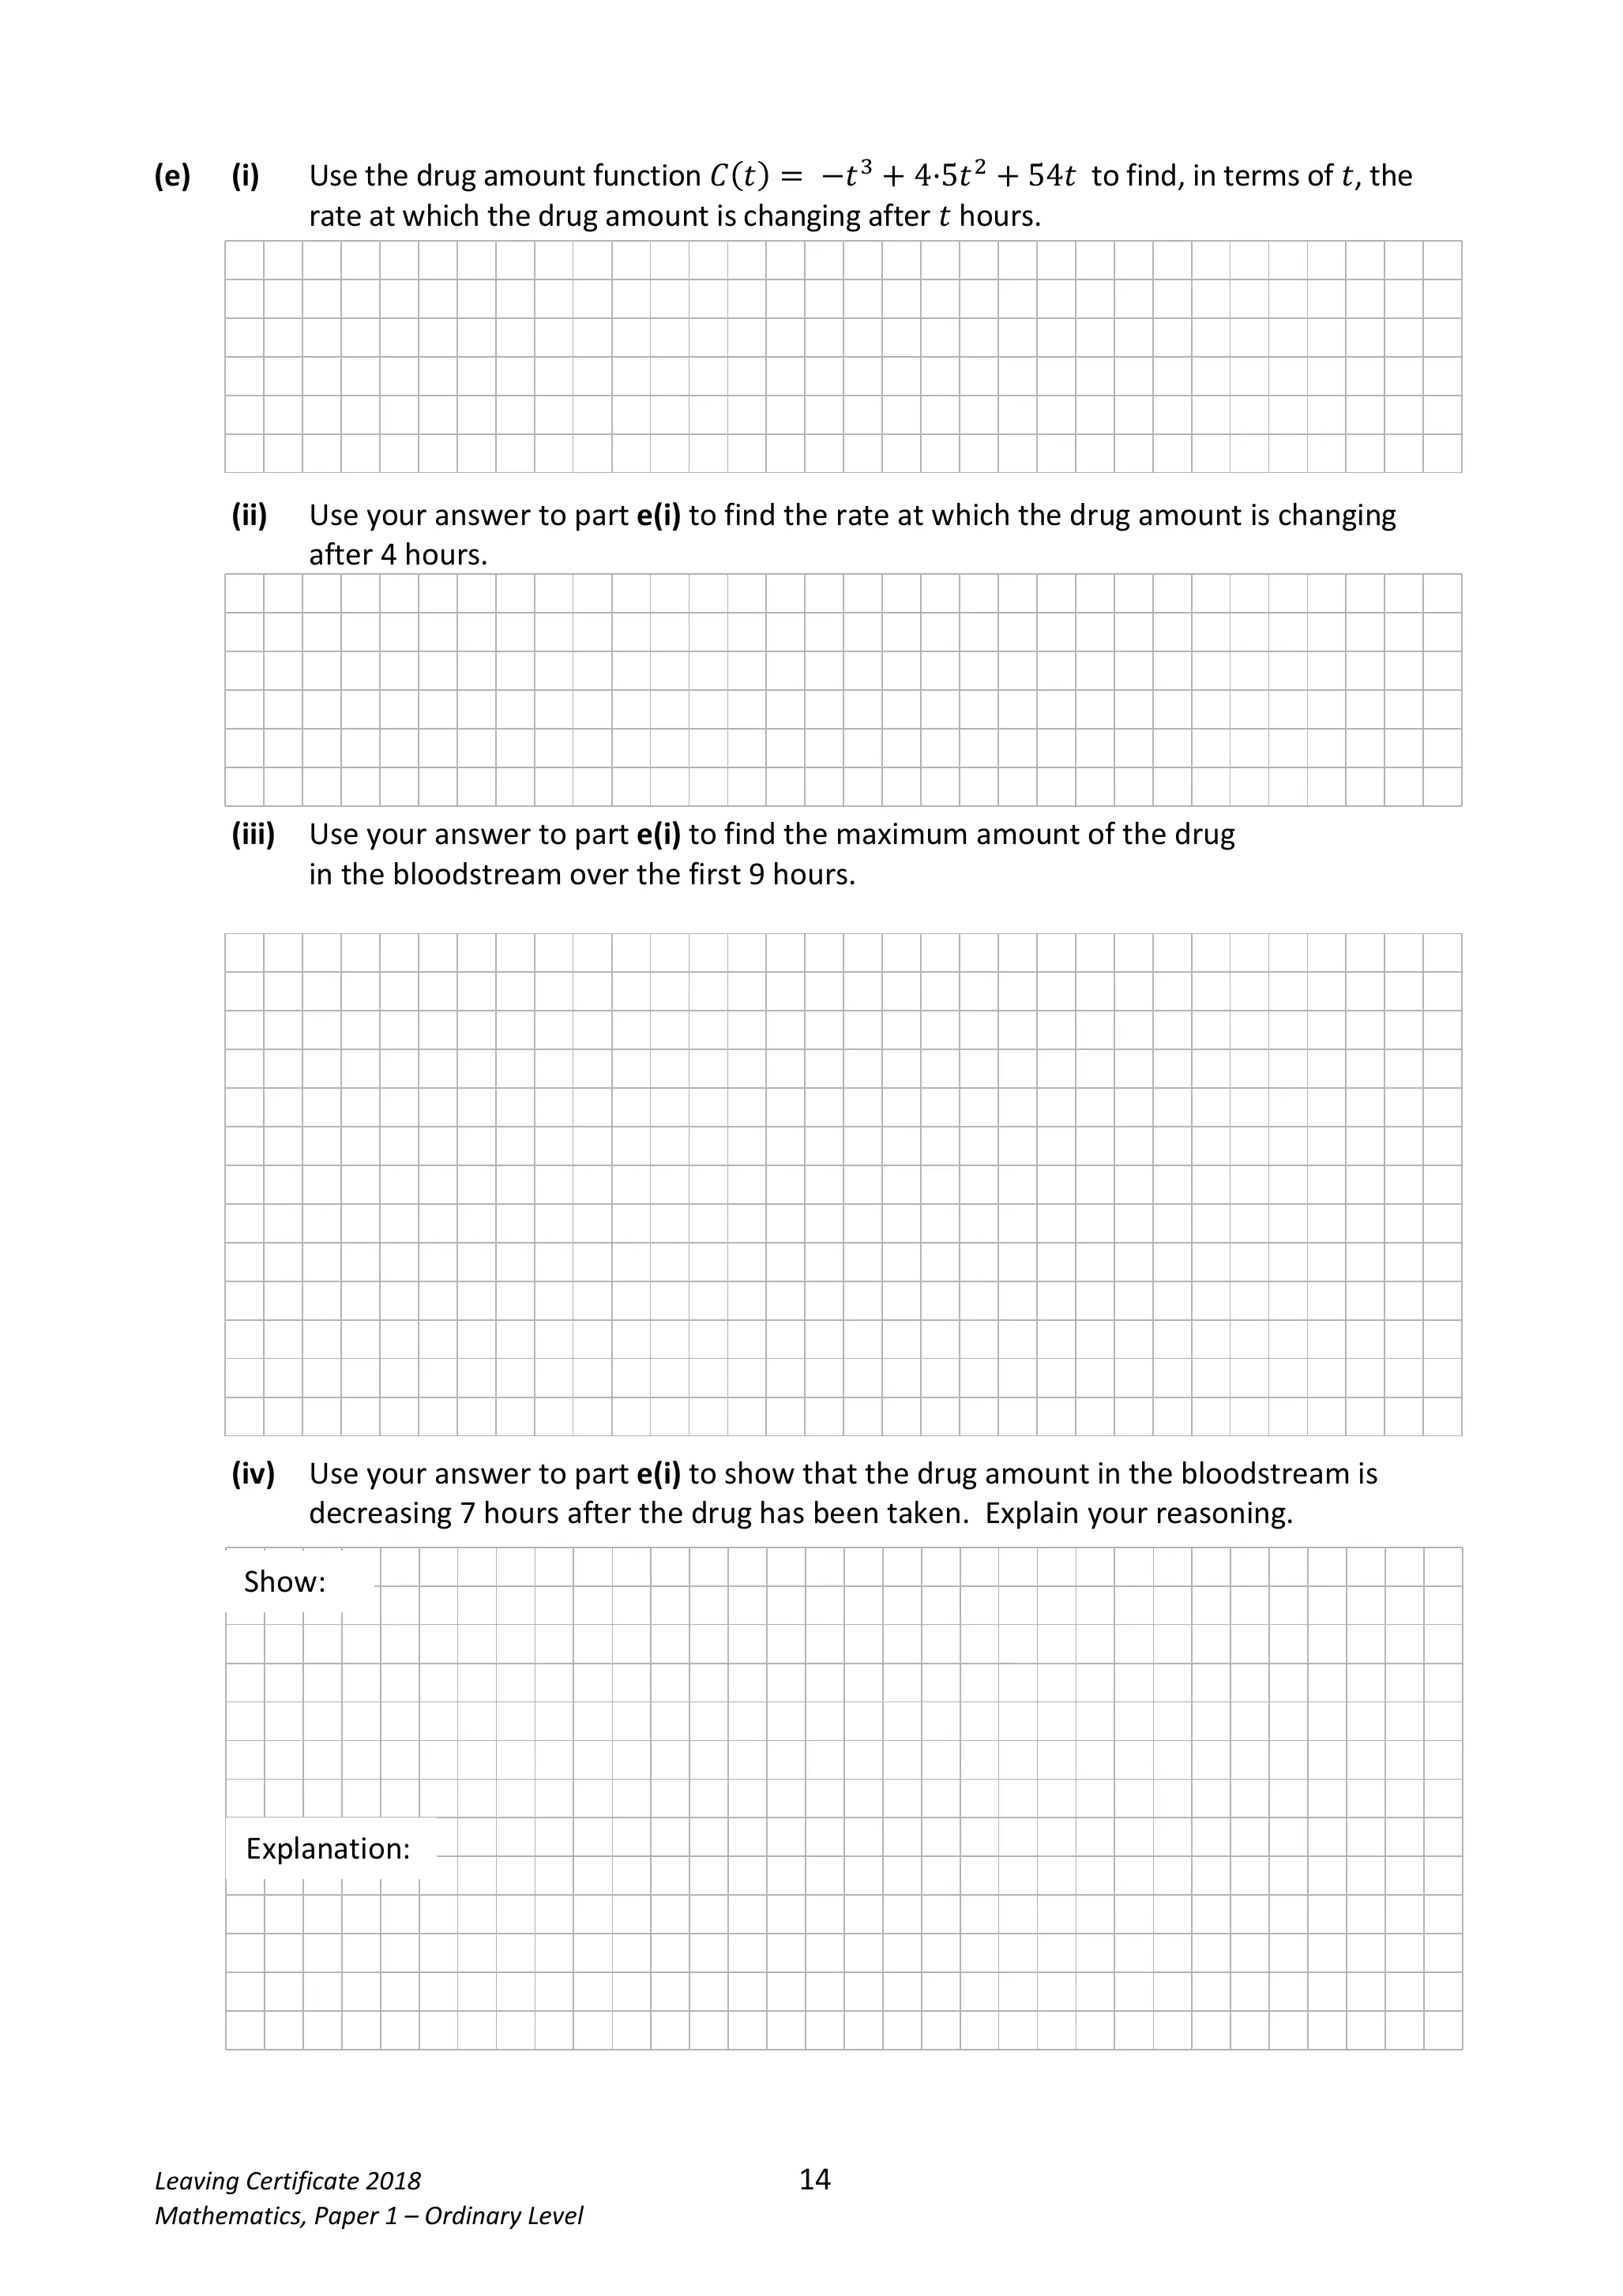 (e) (i) Use the drug amount function C(t) = −t³ + 4·5t² + 54t to find, in terms of t, the
rate at which the drug amount is changing after t hours.
(ii) Use your answer to part e(i) to find the rate at which the drug amount is changing
after 4 hours.
(iii) Use your answer to part e(i) to find the maximum amount of the drug
in the bloodstream over the first 9 hours.
(iv) Use your answer to part e(i) to show that the drug amount in the bloodstream is
decreasing 7 hours after the drug has been taken. Explain your reasoning.
Show:
Explanation:
Leaving Certificate 2018 14
Mathematics, Paper 1 – Ordinary Level